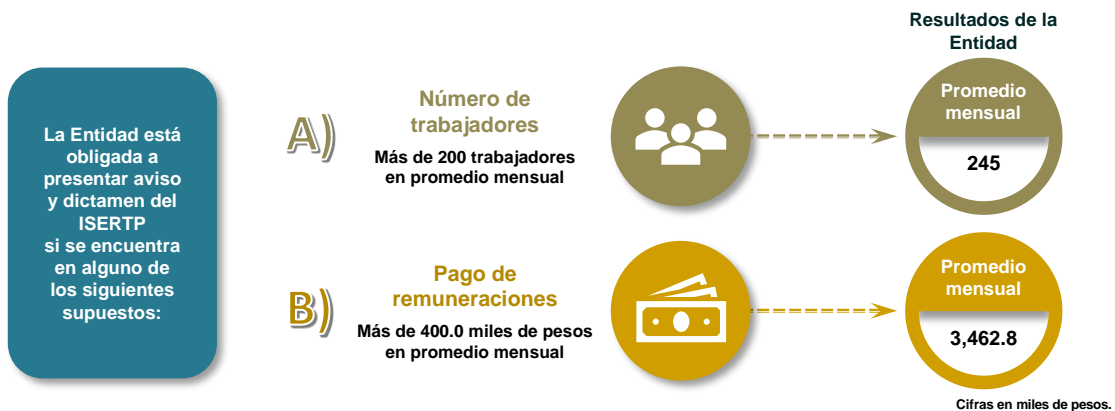 La Entidad está
obligada a
presentar aviso
y dictamen del
ISERTP
si se encuentra
en alguno de
los siguientes
supuestos:
A)
Número de
trabajadores
Más de 200 trabajadores
en promedio mensual
Resultados de la
Entidad
Promedio
mensual
245
B)
Pago de
remuneraciones
Más de 400.0 miles de pesos
en promedio mensual
Promedio
mensual
3,462.8
Cifras en miles de pesos.